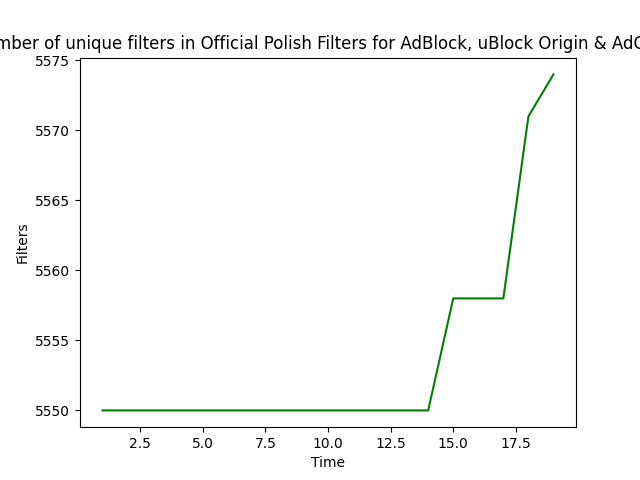 mber of unique filters in Official Polish Filters for AdBlock, uBlock Origin & AdG
5575
5570
5565
5560
5555
5550
Filters
2.5 5.0 7.5 10.0 12.5 15.0 17.5
Time